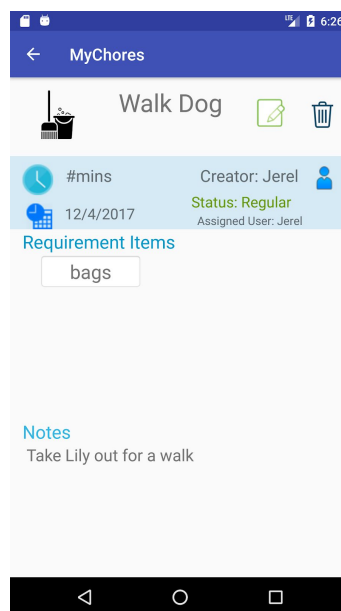 LTE 6:26
MyChores
Walk Dog
#mins
Creator: Jerel
Status: Regular
12/4/2017
Assigned User: Jerel
Requirement Items
bags
Notes
Take Lily out for a walk